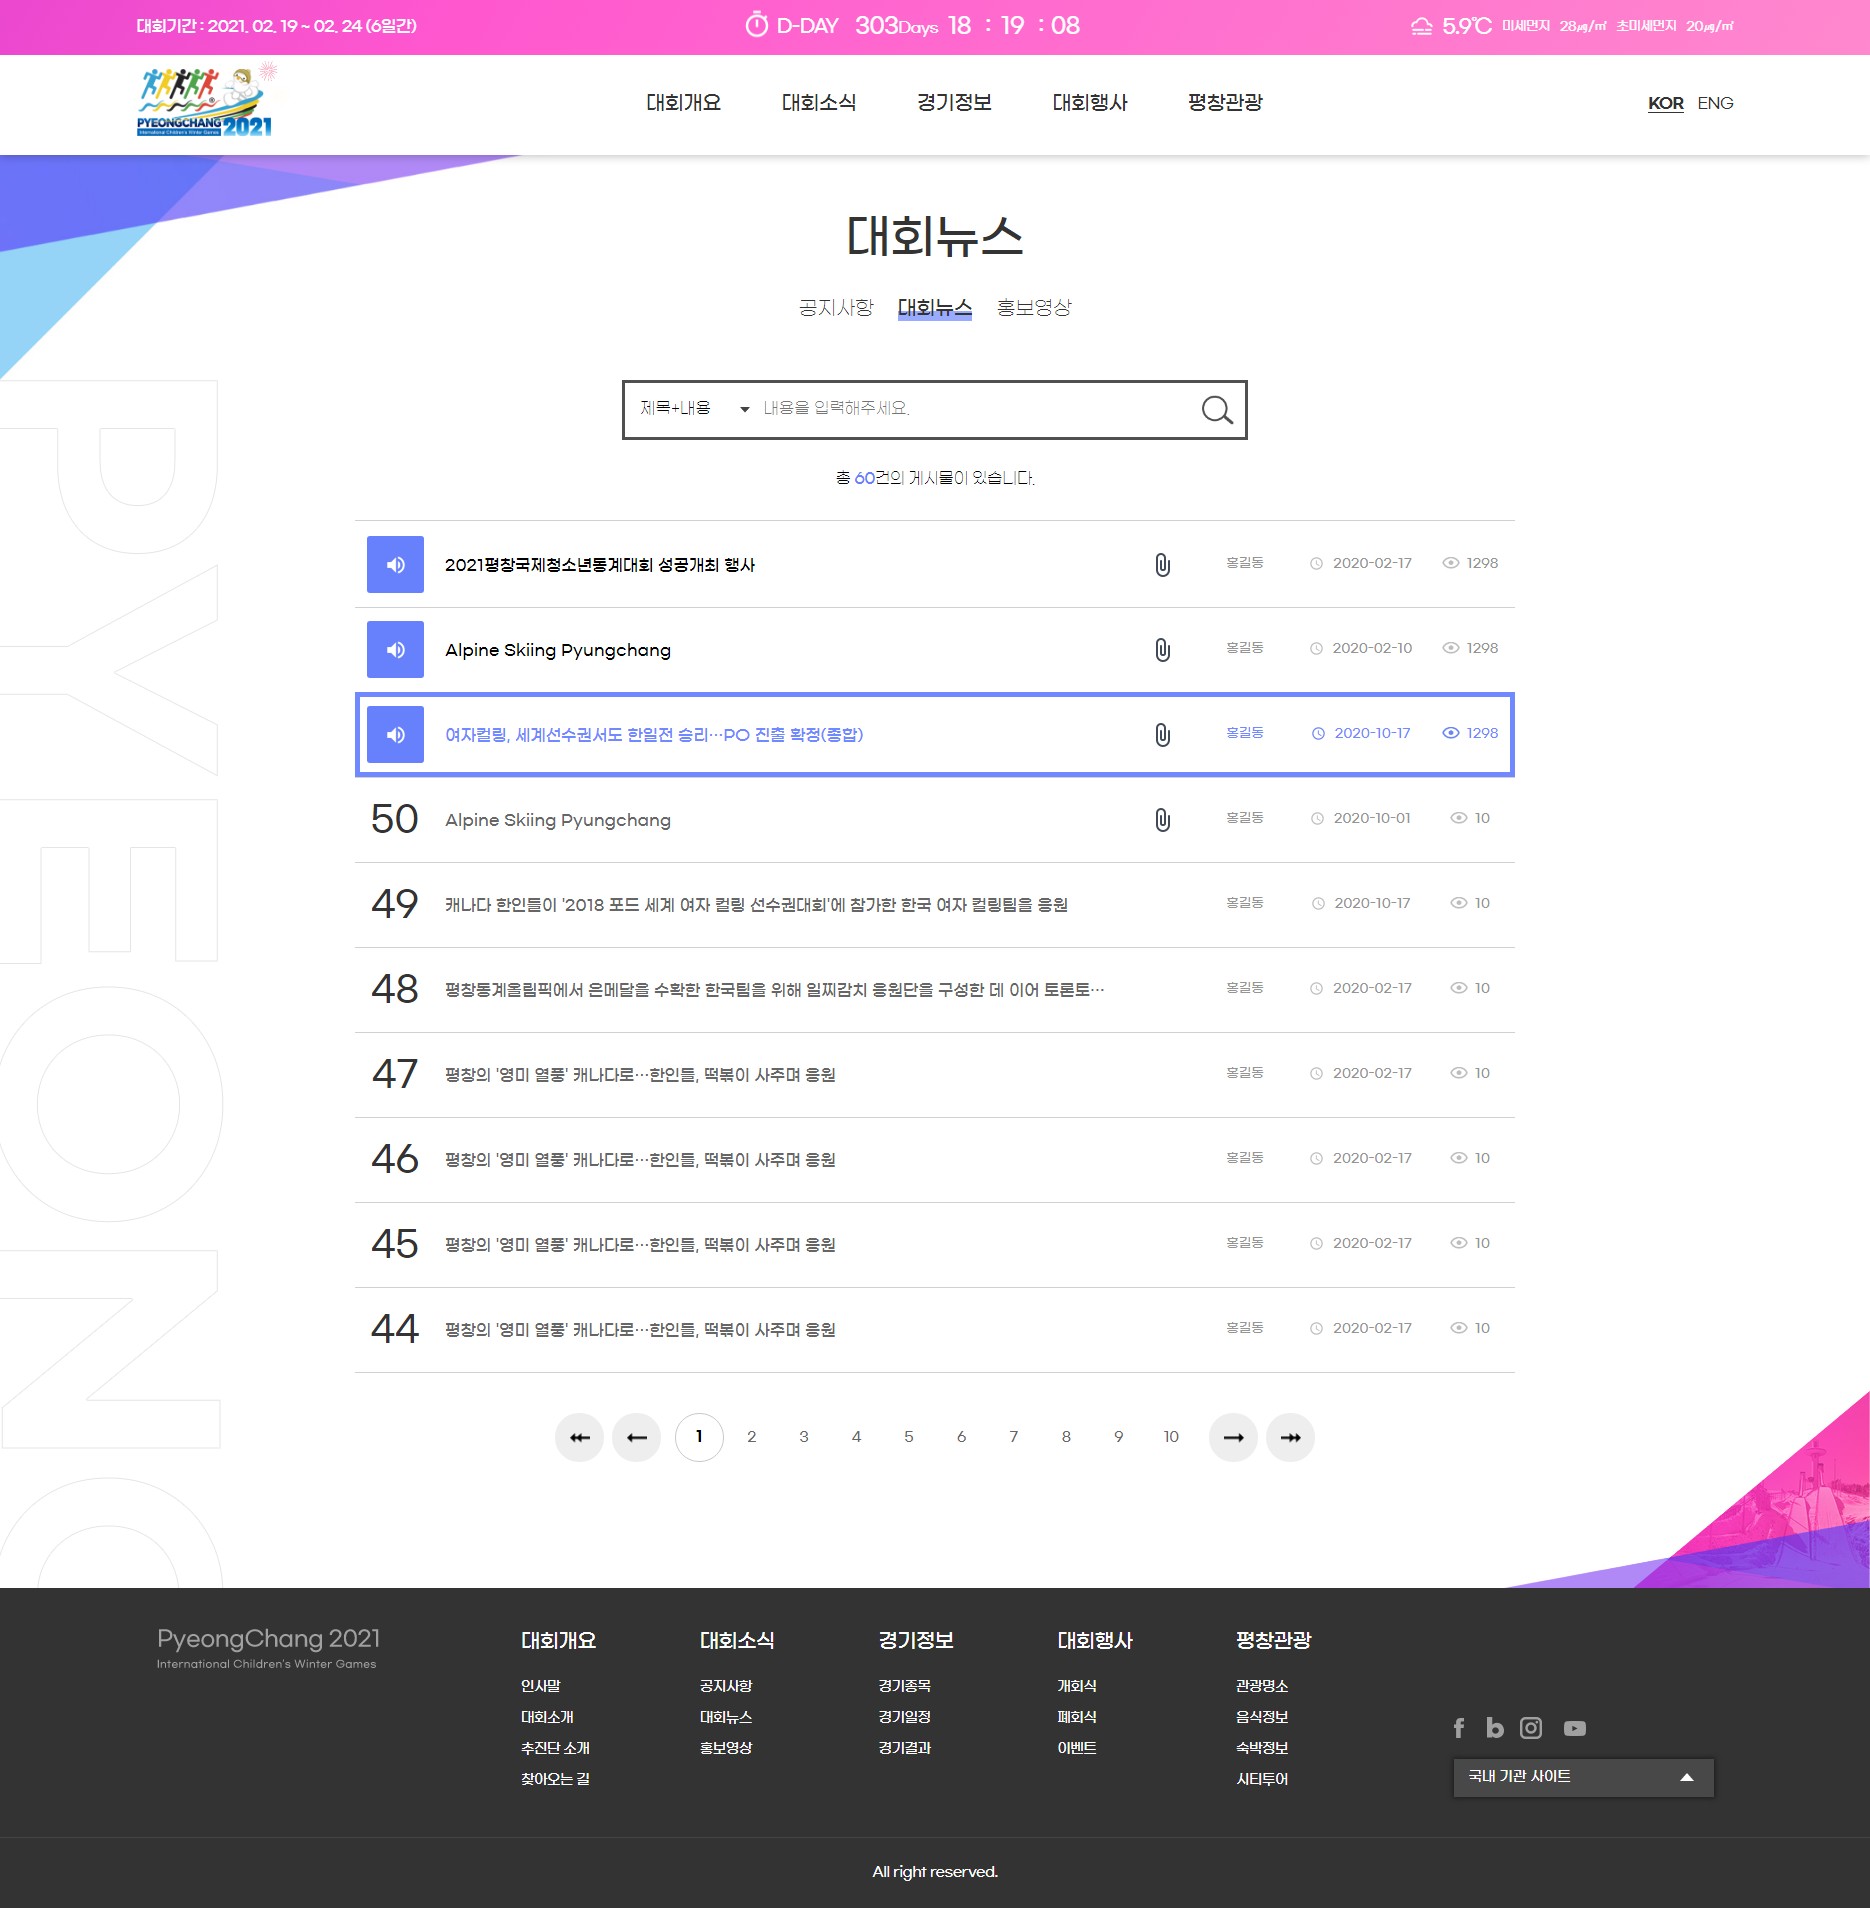 대회기간 : 2021. 02. 19 ~ 02. 24 (6일간)
D-DAY 303Days 18 : 19 : 08
5.9℃ 미세먼지 28㎍/㎥ 초미세먼지 20㎍/㎥
PYEONGCHANG 2021
International Children's Winter Games
대회개요 대회소식 경기정보 대회행사 평창관광
KOR ENG
대회뉴스
공지사항 대회뉴스 홍보영상
제목+내용 내용을 입력해주세요.
총 60건의 게시물이 있습니다.
2021평창국제청소년동계대회 성공개최 행사 홍길동 2020-02-17 1298
Alpine Skiing Pyungchang 홍길동 2020-02-10 1298
여자컬링, 세계선수권서도 한일전 승리…PO 진출 확정(종합) 홍길동 2020-10-17 1298
50 Alpine Skiing Pyungchang 홍길동 2020-10-01 10
49 캐나다 한인들이 '2018 포드 세계 여자 컬링 선수권대회'에 참가한 한국 여자 컬링팀을 응원 홍길동 2020-10-17 10
48 평창동계올림픽에서 은메달을 수확한 한국팀을 위해 일찌감치 응원단을 구성한 데 이어 토론토… 홍길동 2020-02-17 10
47 평창의 '영미 열풍' 캐나다로…한인들, 떡볶이 사주며 응원 홍길동 2020-02-17 10
46 평창의 '영미 열풍' 캐나다로…한인들, 떡볶이 사주며 응원 홍길동 2020-02-17 10
45 평창의 '영미 열풍' 캐나다로…한인들, 떡볶이 사주며 응원 홍길동 2020-02-17 10
44 평창의 '영미 열풍' 캐나다로…한인들, 떡볶이 사주며 응원 홍길동 2020-02-17 10
1 2 3 4 5 6 7 8 9 10
PYEONG
PyeongChang 2021
International Children's Winter Games
대회개요 대회소식 경기정보 대회행사 평창관광
인사말 공지사항 경기종목 개회식 관광명소
대회소개 대회뉴스 경기일정 폐회식 음식정보
추진단 소개 홍보영상 경기결과 이벤트 숙박정보
찾아오는 길 시티투어
국내 기관 사이트
All right reserved.